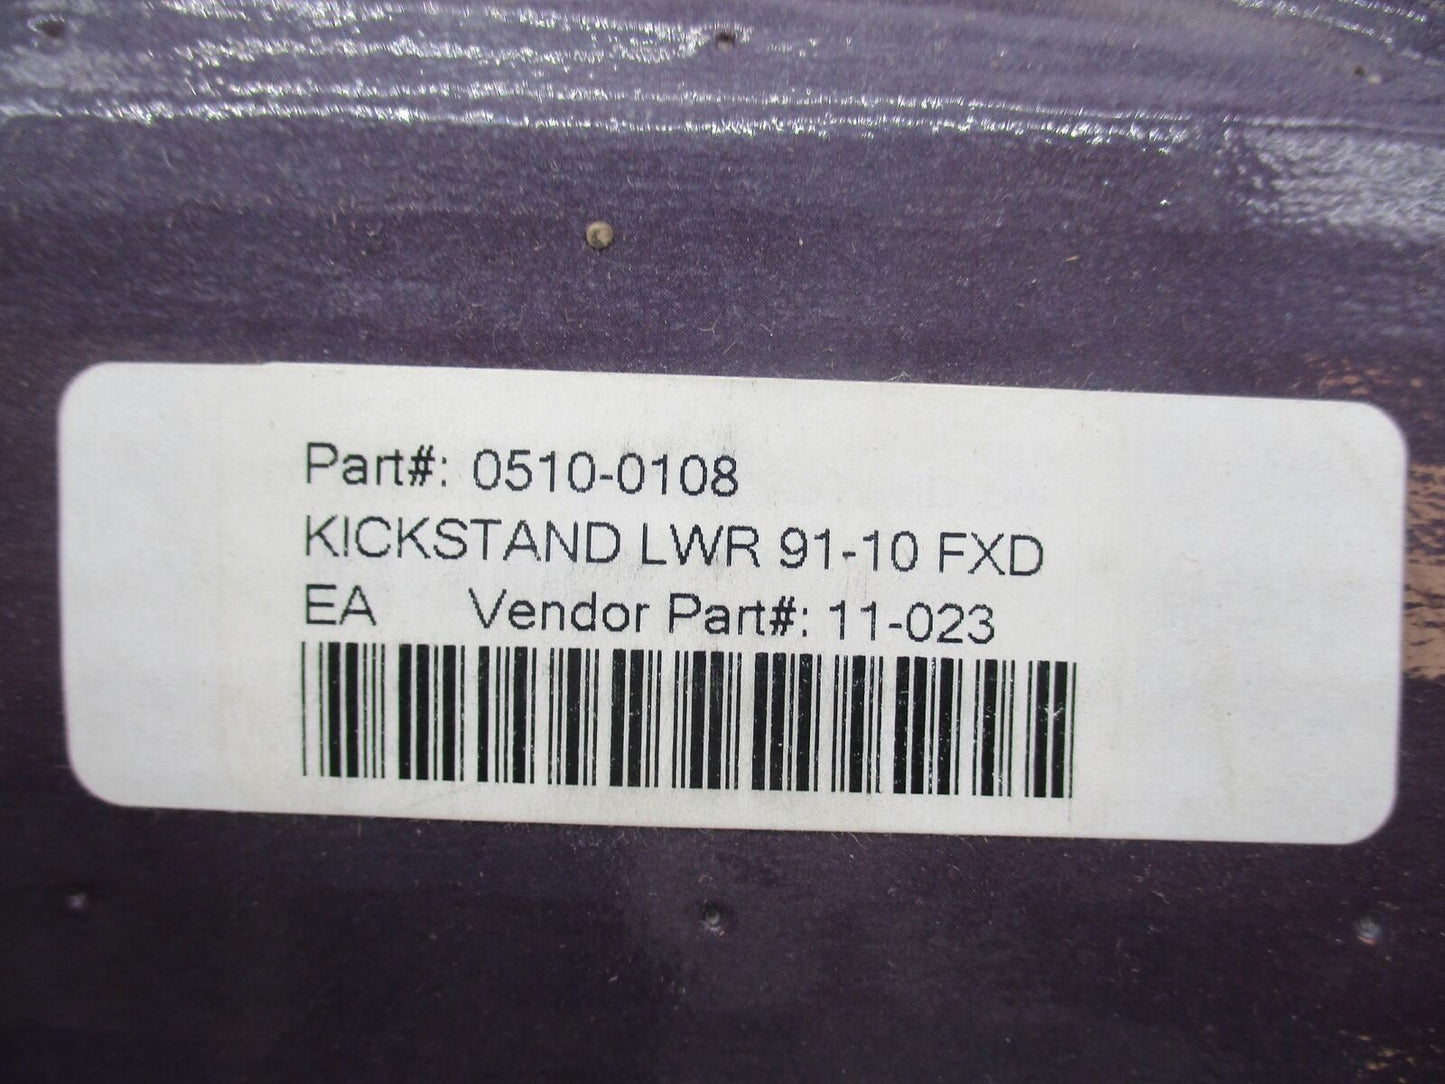 Part#: 0510-0108
KICKSTAND LWR 91-10 FXD
EA Vendor Part#: 11-023